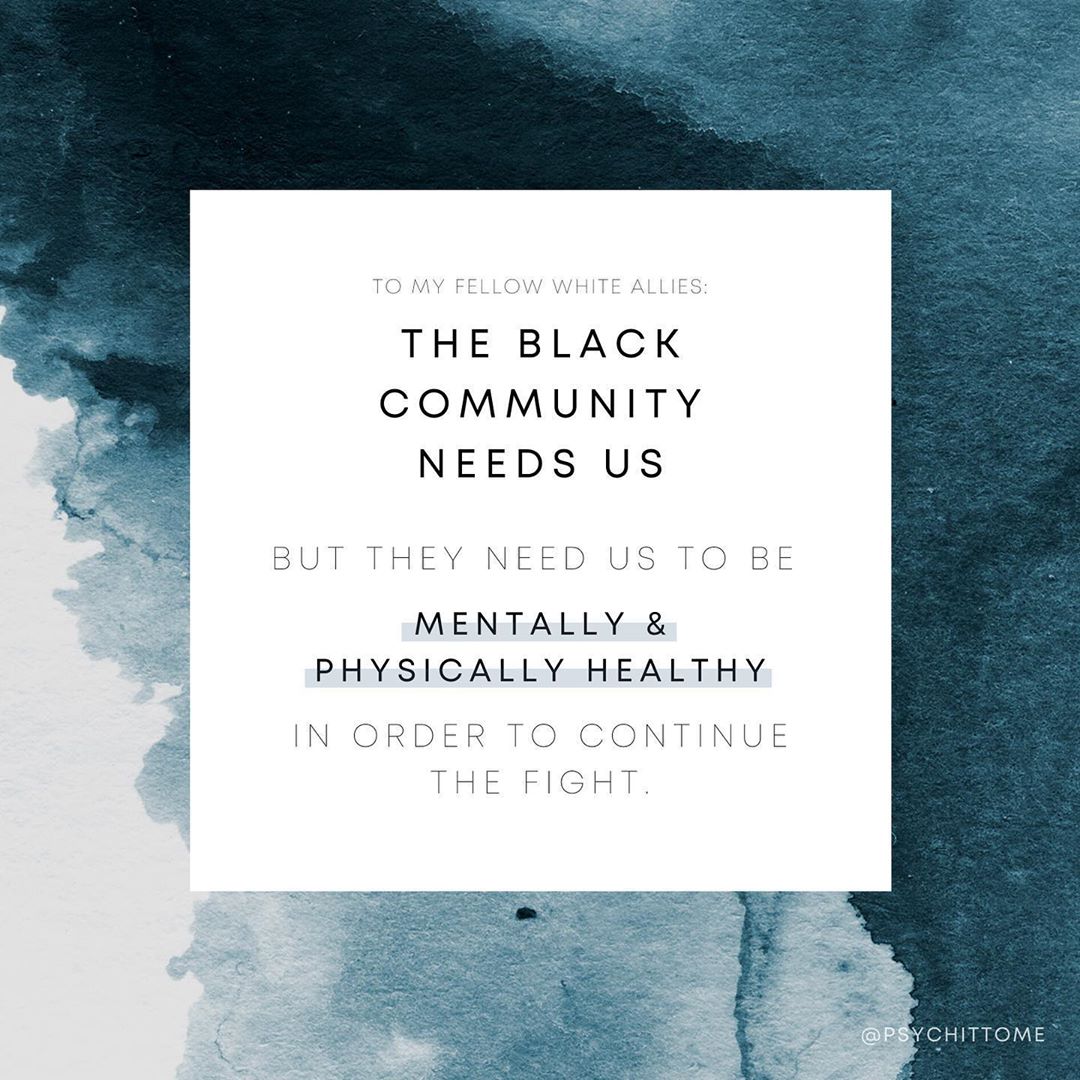 TO MY FELLOW WHITE ALLIES:
THE BLACK
COMMUNITY
NEEDS US
BUT THEY NEED US TO BE
MENTALLY &
PHYSICALLY HEALTHY
IN ORDER TO CONTINUE
THE FIGHT.
@PSYCHITTOME